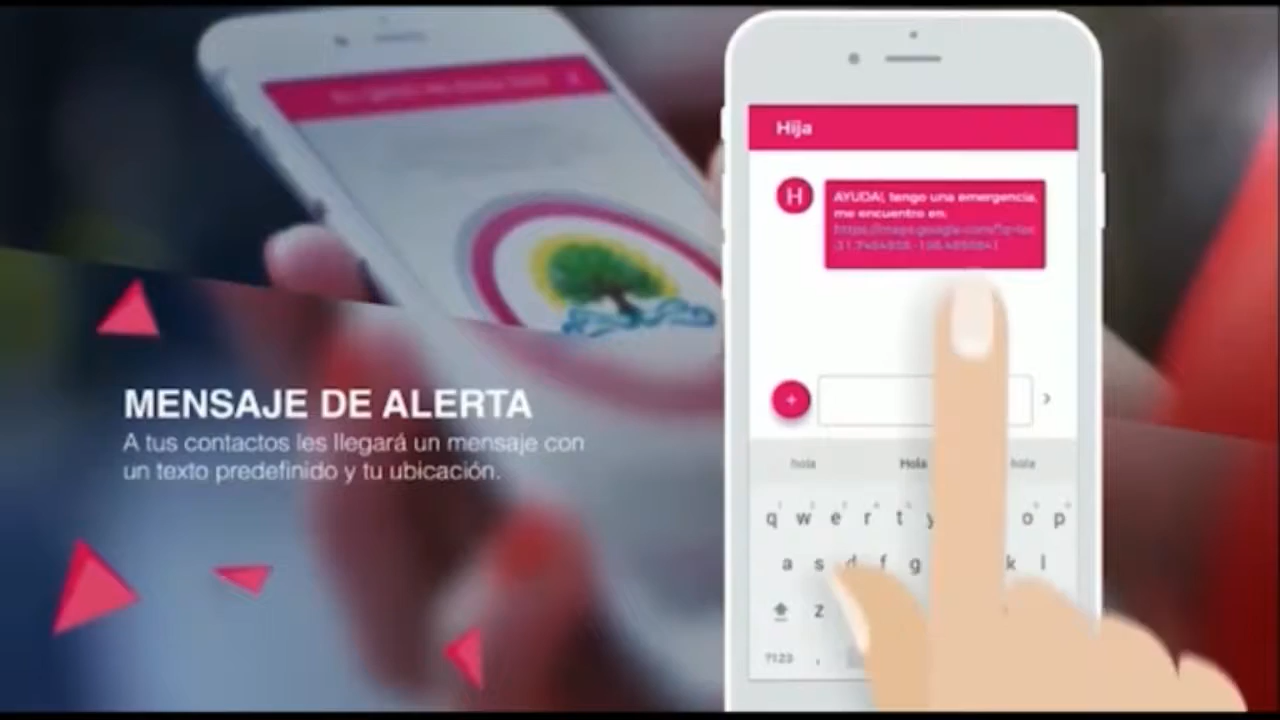 Hija
H
AYUDA!, tengo una emergencia,
me encuentro en:
MENSAJE DE ALERTA
A tus contactos les llegará un mensaje con
un texto predefinido y tu ubicación.
+
hola Hola hola
q w e r t y o p
a s d f g k l
z
?123 ,